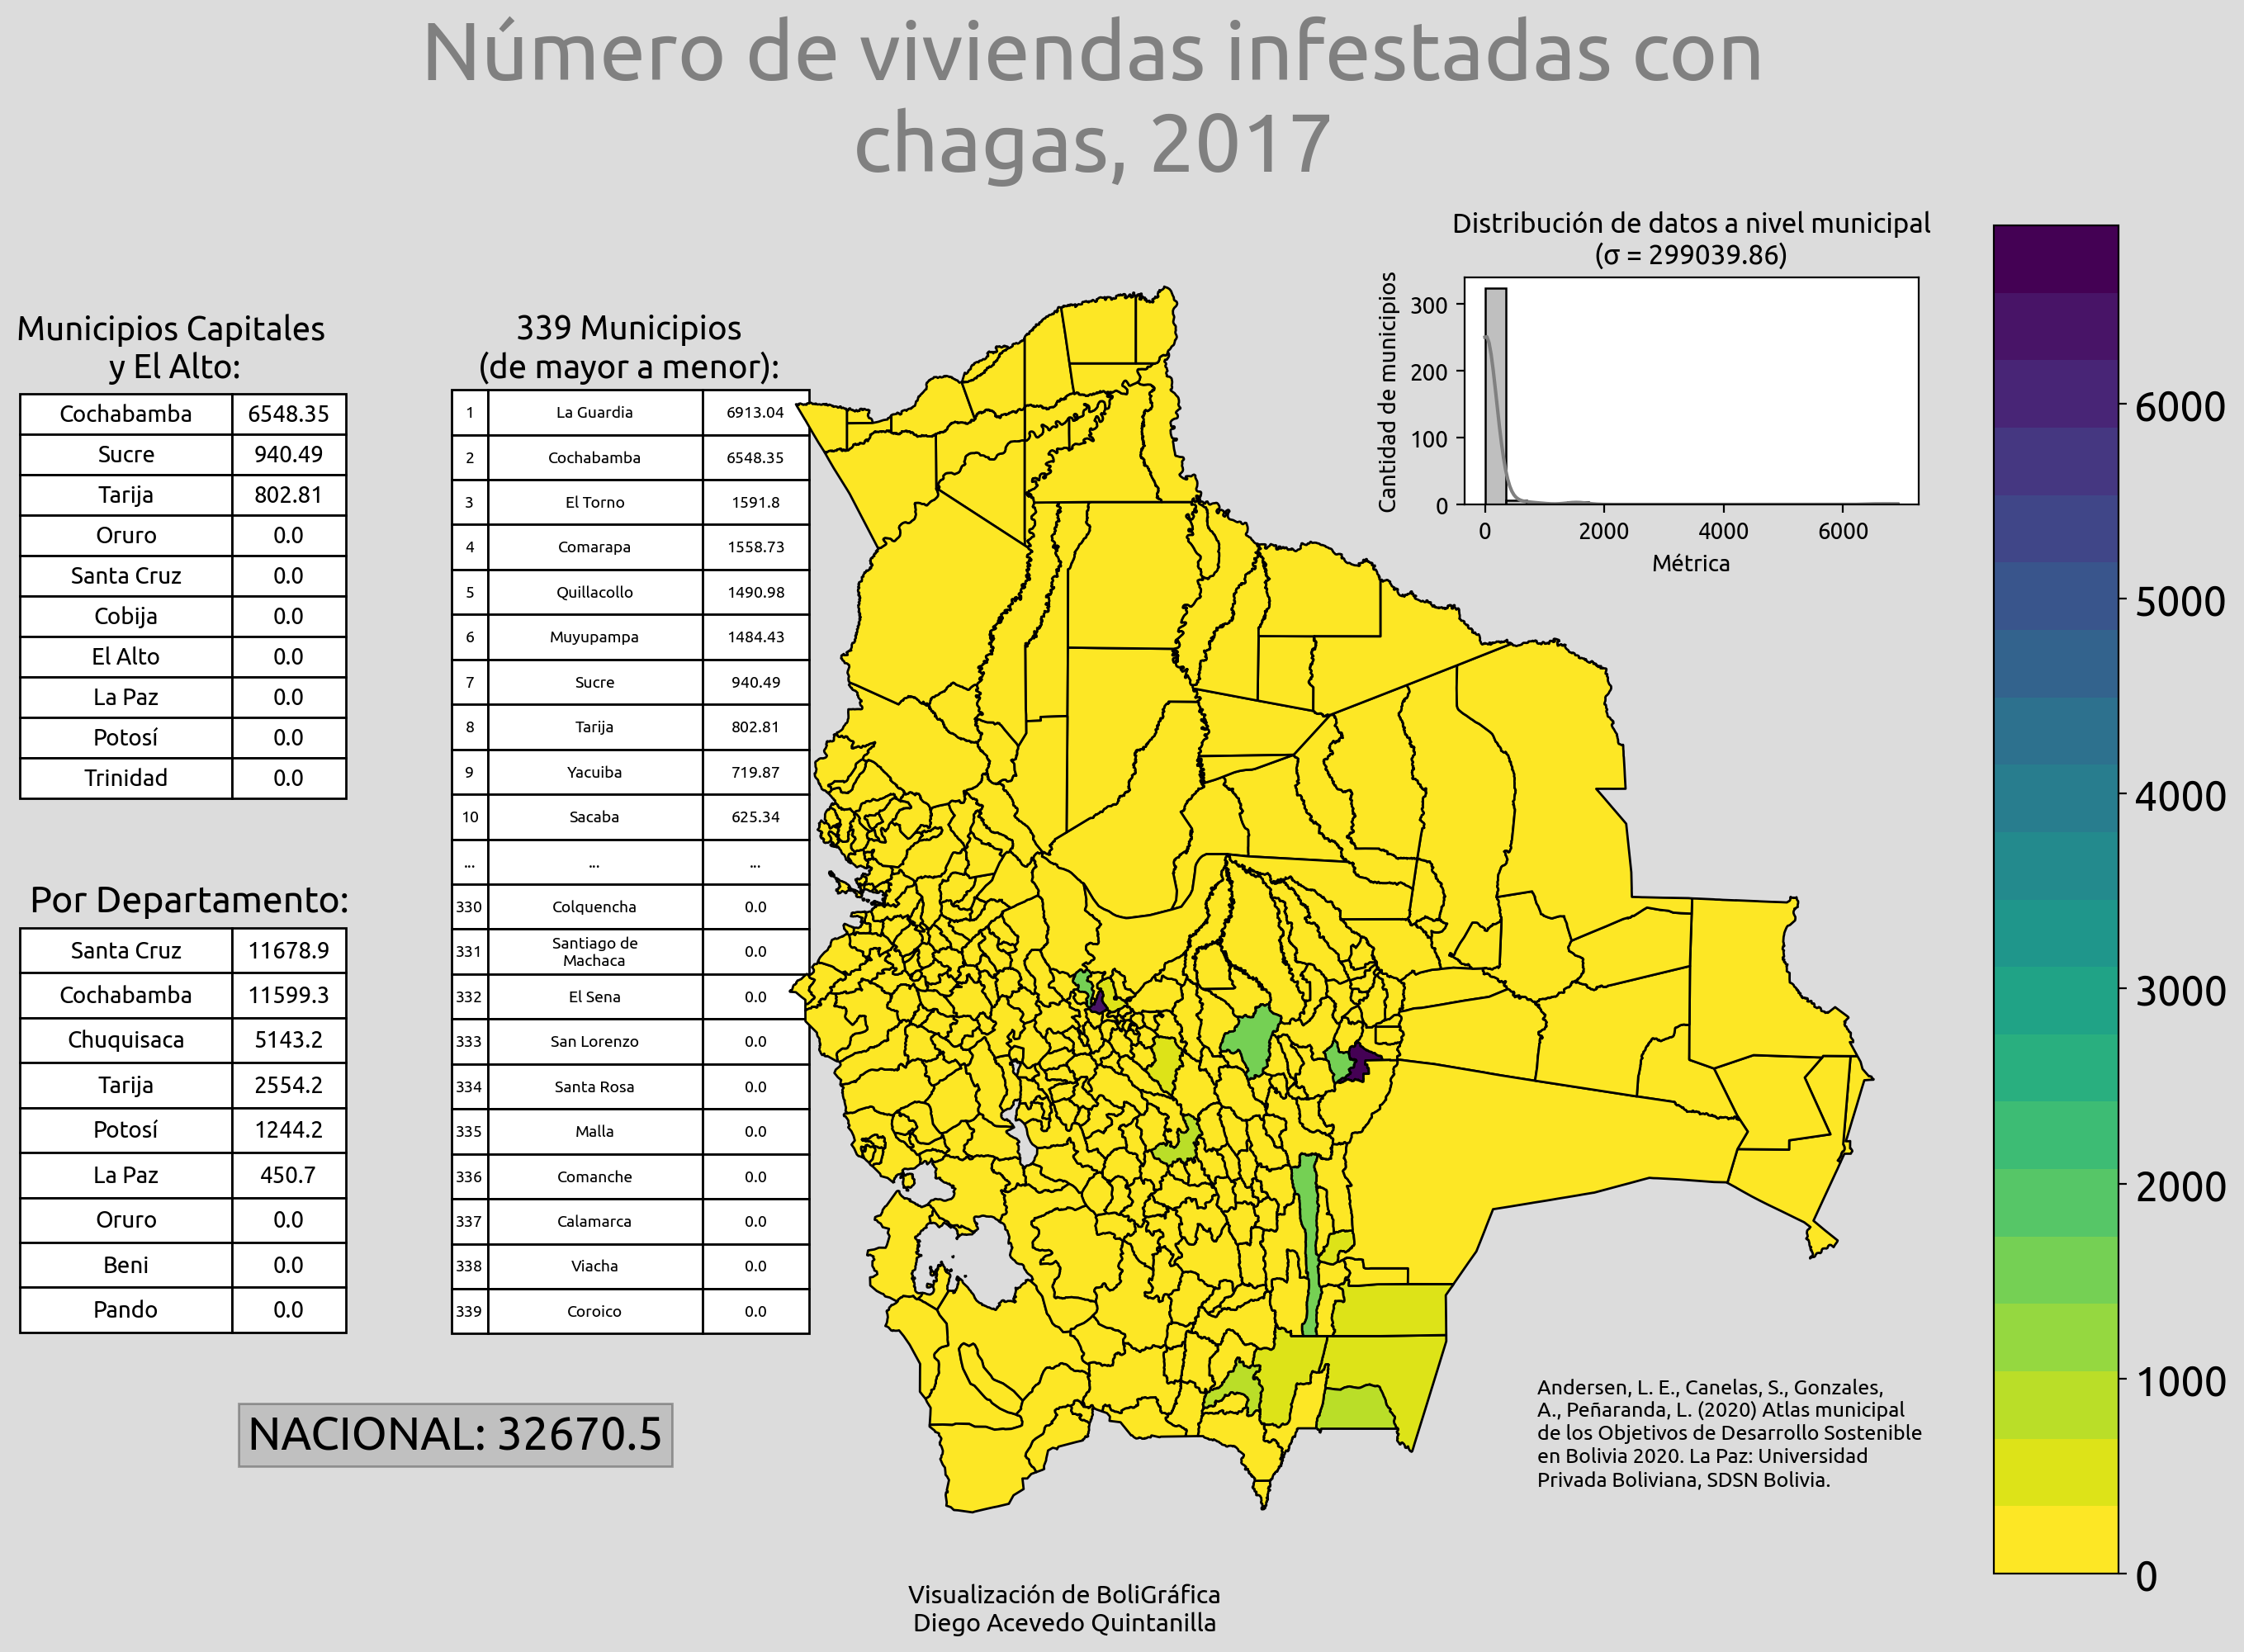 Número de viviendas infestadas con
chagas, 2017
Municipios Capitales
y El Alto:
Cochabamba 6548.35
Sucre 940.49
Tarija 802.81
Oruro 0.0
Santa Cruz 0.0
Cobija 0.0
El Alto 0.0
La Paz 0.0
Potosí 0.0
Trinidad 0.0
Por Departamento:
Santa Cruz 11678.9
Cochabamba 11599.3
Chuquisaca 5143.2
Tarija 2554.2
Potosí 1244.2
La Paz 450.7
Oruro 0.0
Beni 0.0
Pando 0.0
NACIONAL: 32670.5
339 Municipios
(de mayor a menor):
1 La Guardia 6913.04
2 Cochabamba 6548.35
3 El Torno 1591.8
4 Comarapa 1558.73
5 Quillacollo 1490.98
6 Muyupampa 1484.43
7 Sucre 940.49
8 Tarija 802.81
9 Yacuiba 719.87
10 Sacaba 625.34
... ... ...
330 Colquencha 0.0
331 Santiago de
Machaca 0.0
332 El Sena 0.0
333 San Lorenzo 0.0
334 Santa Rosa 0.0
335 Malla 0.0
336 Comanche 0.0
337 Calamarca 0.0
338 Viacha 0.0
339 Coroico 0.0
Distribución de datos a nivel municipal
(σ = 299039.86)
Cantidad de municipios
300
200
100
0
0 2000 4000 6000
Métrica
6000
5000
4000
3000
2000
1000
0
Andersen, L. E., Canelas, S., Gonzales,
A., Peñaranda, L. (2020) Atlas municipal
de los Objetivos de Desarrollo Sostenible
en Bolivia 2020. La Paz: Universidad
Privada Boliviana, SDSN Bolivia.
Visualización de BoliGráfica
Diego Acevedo Quintanilla